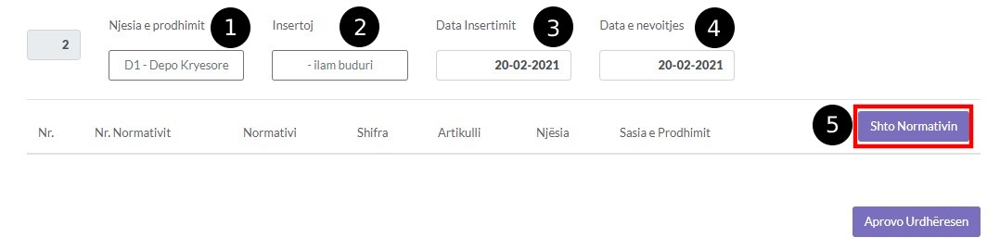 Njesia e prodhimit 1 Insertoj 2 Data Insertimit 3 Data e nevoitjes 4
2 D1 - Depo Kryesore - ilam buduri 20-02-2021 20-02-2021
Nr. Nr. Normativit Normativi Shifra Artikulli Njësia Sasia e Prodhimit 5 Shto Normativin
Aprovo Urdhëresen